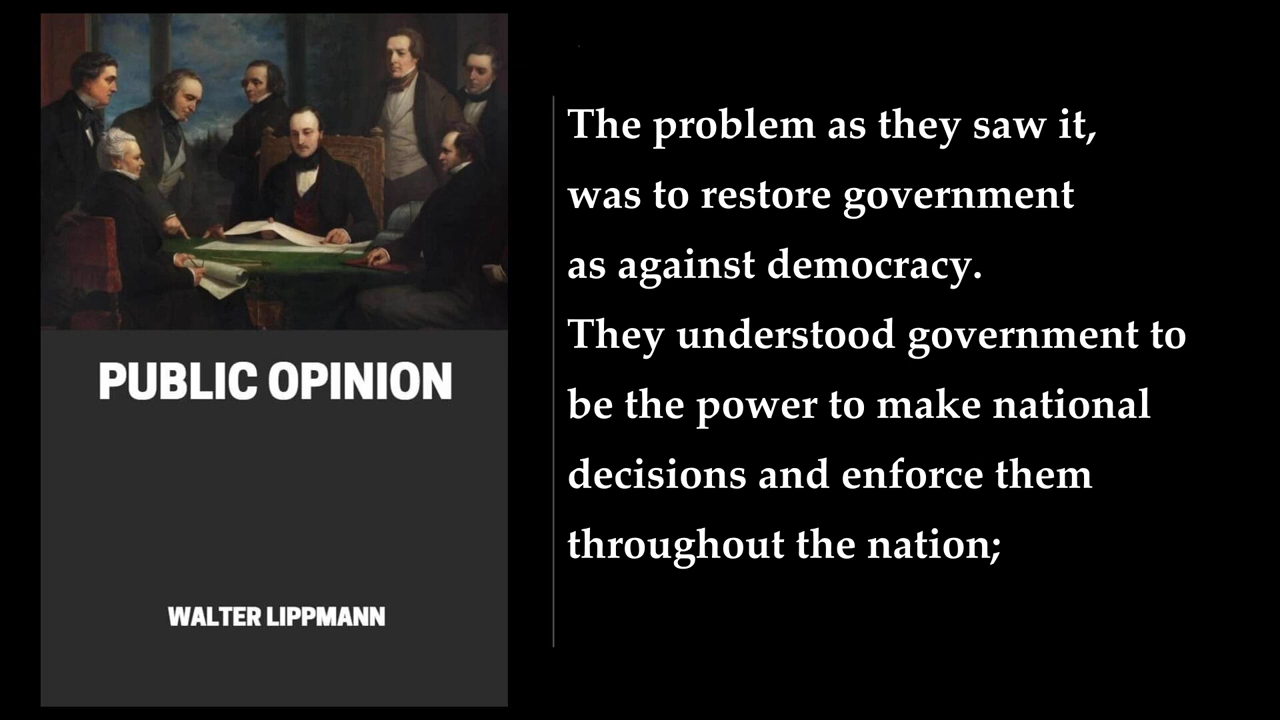 PUBLIC OPINION
WALTER LIPPMANN
The problem as they saw it,
was to restore government
as against democracy.
They understood government to
be the power to make national
decisions and enforce them
throughout the nation;